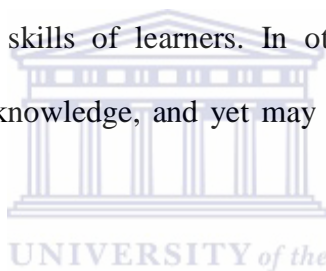 skills of learners. In ot
knowledge, and yet may
UNIVERSITY of the